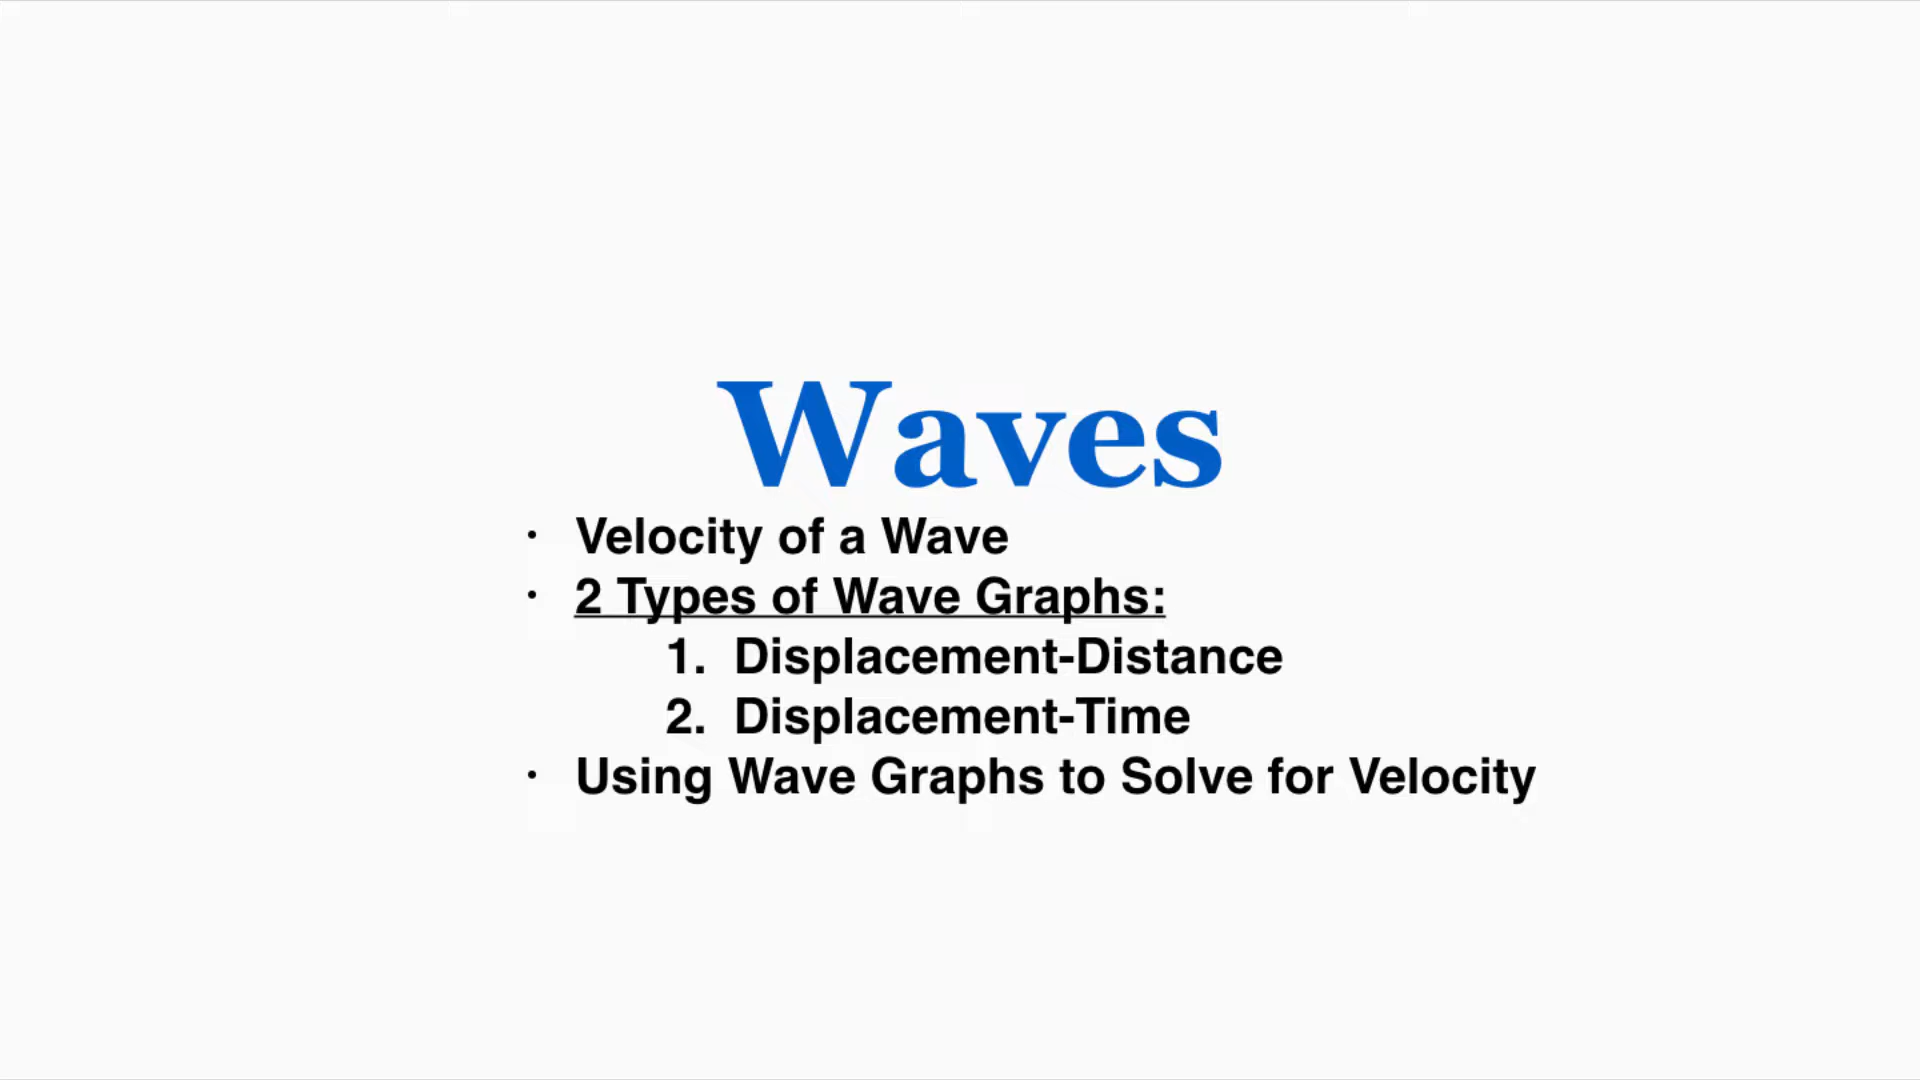 Waves
· Velocity of a Wave
· 2 Types of Wave Graphs:
1. Displacement-Distance
2. Displacement-Time
· Using Wave Graphs to Solve for Velocity